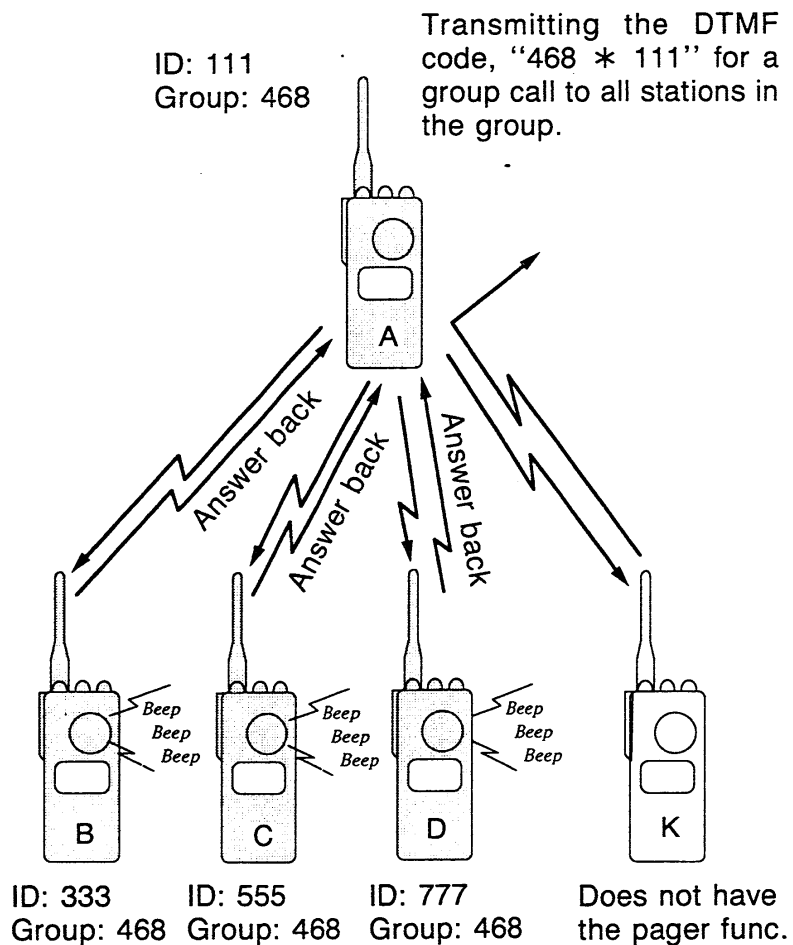 Transmitting the DTMF
code, “468 ＊ 111” for a
group call to all stations in
the group.
ID: 111
Group: 468
A
Answer back
Answer back
Answer back
Beep
Beep
Beep
Beep
Beep
Beep
Beep
Beep
Beep
B
C
D
K
ID: 333
Group: 468
ID: 555
Group: 468
ID: 777
Group: 468
Does not have
the pager func.